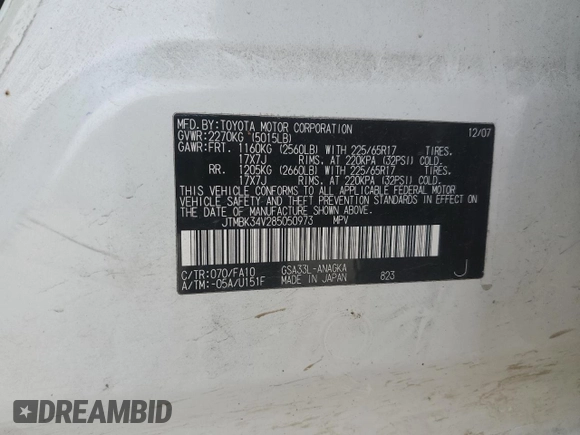 MFD. BY: TOYOTA MOTOR CORPORATION 12/07
GVWR: 2270KG (5015LB)
GAWR: FRT. 1160KG (2560LB) WITH 225/65R17 TIRES.
17X7J RIMS. AT 220KPA (32PSI) COLD.
RR. 1205KG (2660LB) WITH 225/65R17 TIRES.
17X7J RIMS. AT 220KPA (32PSI) COLD.
THIS VEHICLE CONFORMS TO ALL APPLICABLE FEDERAL MOTOR
VEHICLE SAFETY AND THEFT PREVENTION STANDARDS IN EFFECT
ON THE DATE OF MANUFACTURE SHOWN ABOVE.
JTMBK34V285050973 MPV
C/TR: 070/FA10 GSA33L-ANAGKA
A/TM: -05A/U151F MADE IN JAPAN 823 J
DREAMBID